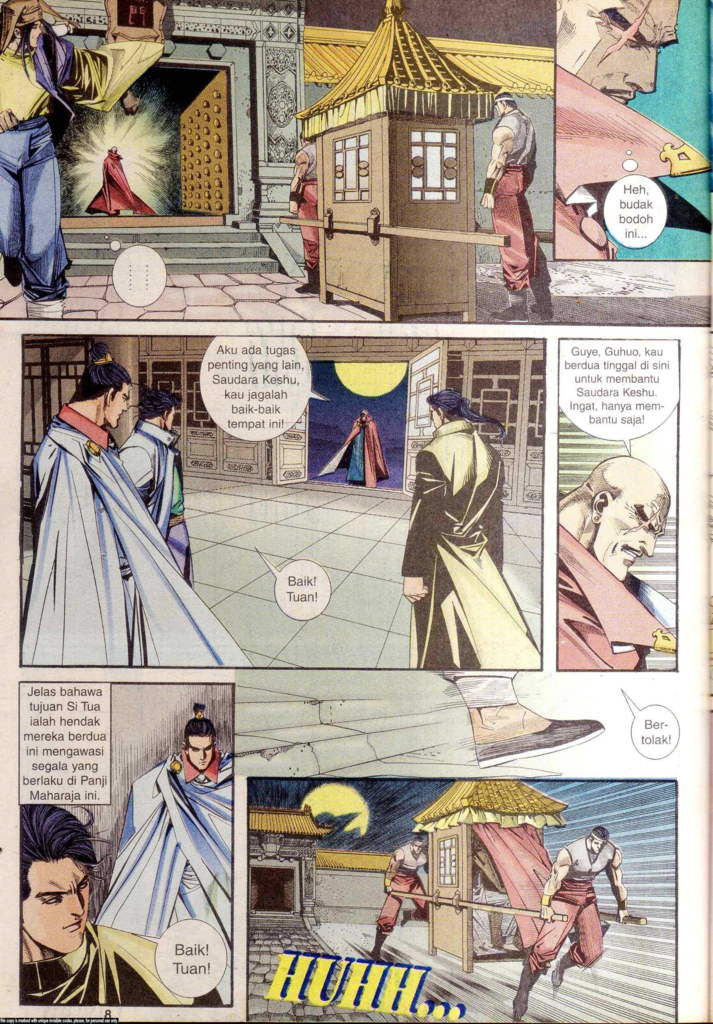 Heh,
budak
bodoh
ini...
Aku ada tugas
penting yang lain,
Saudara Keshu,
kau jagalah
baik-baik
tempat ini!
Baik!
Tuan!
Guye, Guhuo, kau
berdua tinggal di sini
untuk membantu
Saudara Keshu.
Ingat, hanya mem-
bantu saja!
Jelas bahawa
tujuan Si Tua
ialah hendak
mereka berdua
ini mengawasi
segala yang
berlaku di Panji
Maharaja ini.
Baik!
Tuan!
Ber-
tolak!
HUHH...
8